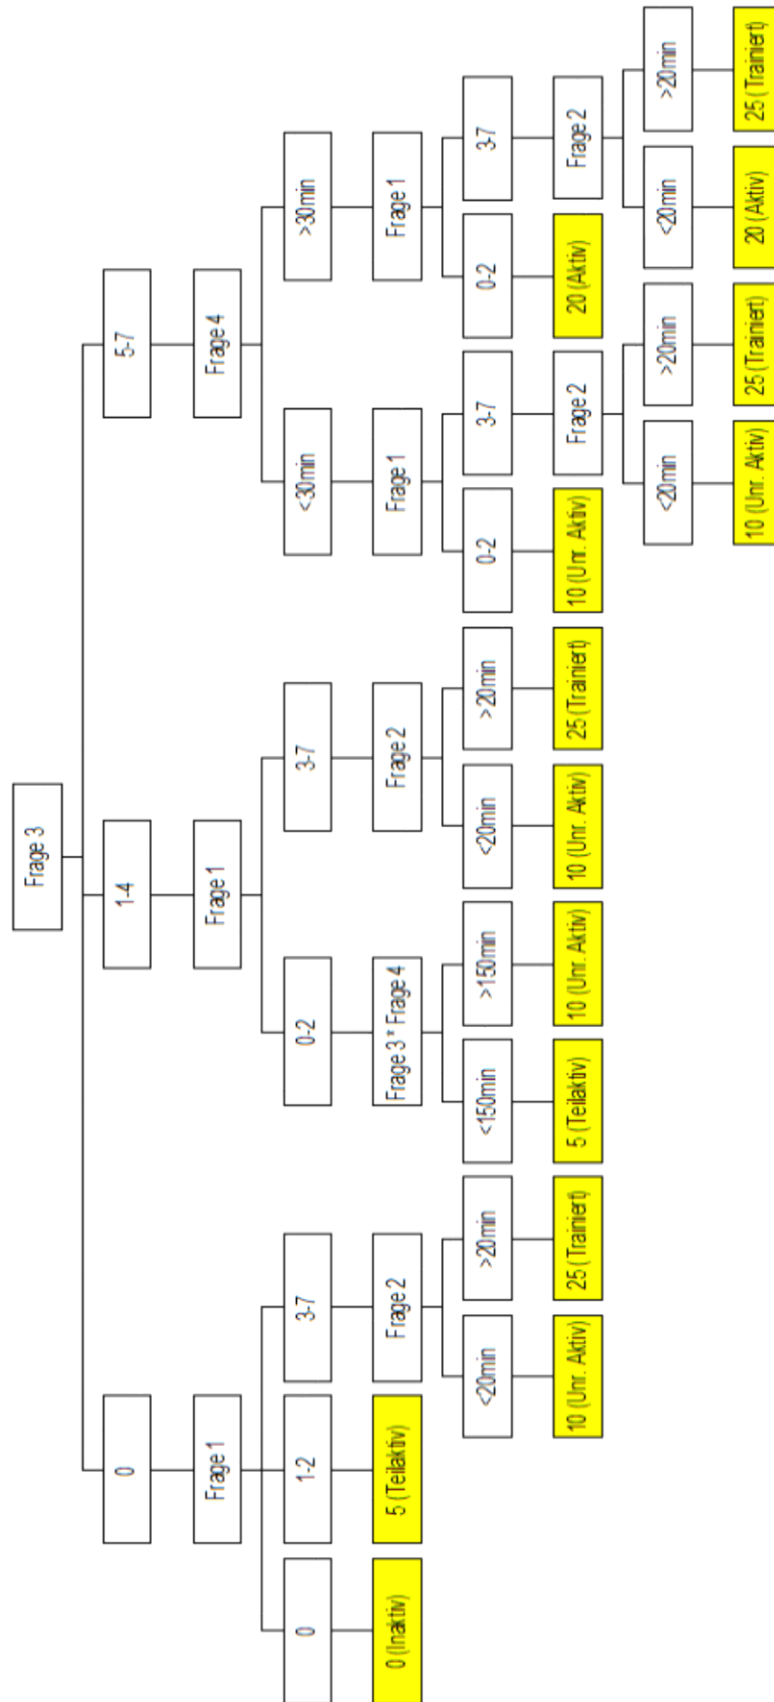 Frage 3
0
1-4
5-7
Frage 1
Frage 1
Frage 4
0
1-2
3-7
0-2
3-7
<30min
>30min
0 (Inaktiv)
5 (Teilaktiv)
Frage 2
Frage 3 * Frage 4
Frage 2
Frage 1
Frage 1
<20min
>20min
<150min
>150min
<20min
>20min
0-2
3-7
0-2
3-7
10 (Unr. Aktiv)
25 (Trainiert)
5 (Teilaktiv)
10 (Unr. Aktiv)
10 (Unr. Aktiv)
25 (Trainiert)
10 (Unr. Aktiv)
Frage 2
20 (Aktiv)
Frage 2
<20min
>20min
<20min
>20min
10 (Unr. Aktiv)
25 (Trainiert)
20 (Aktiv)
25 (Trainiert)